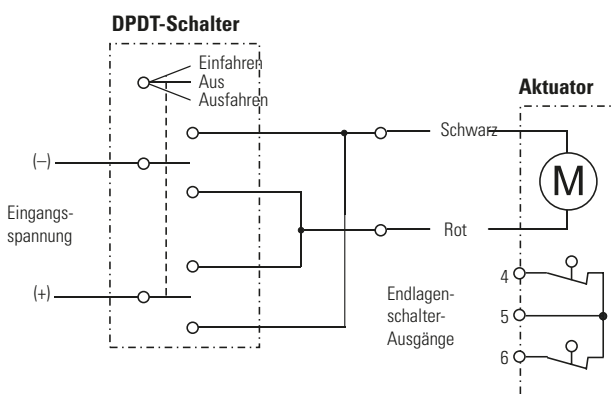 DPDT-Schalter
Einfahren
Aus
Ausfahren
Aktuator
Schwarz
(–)
M
Eingangs-
spannung
Rot
(+)
Endlagen-
schalter-
Ausgänge
4
5
6